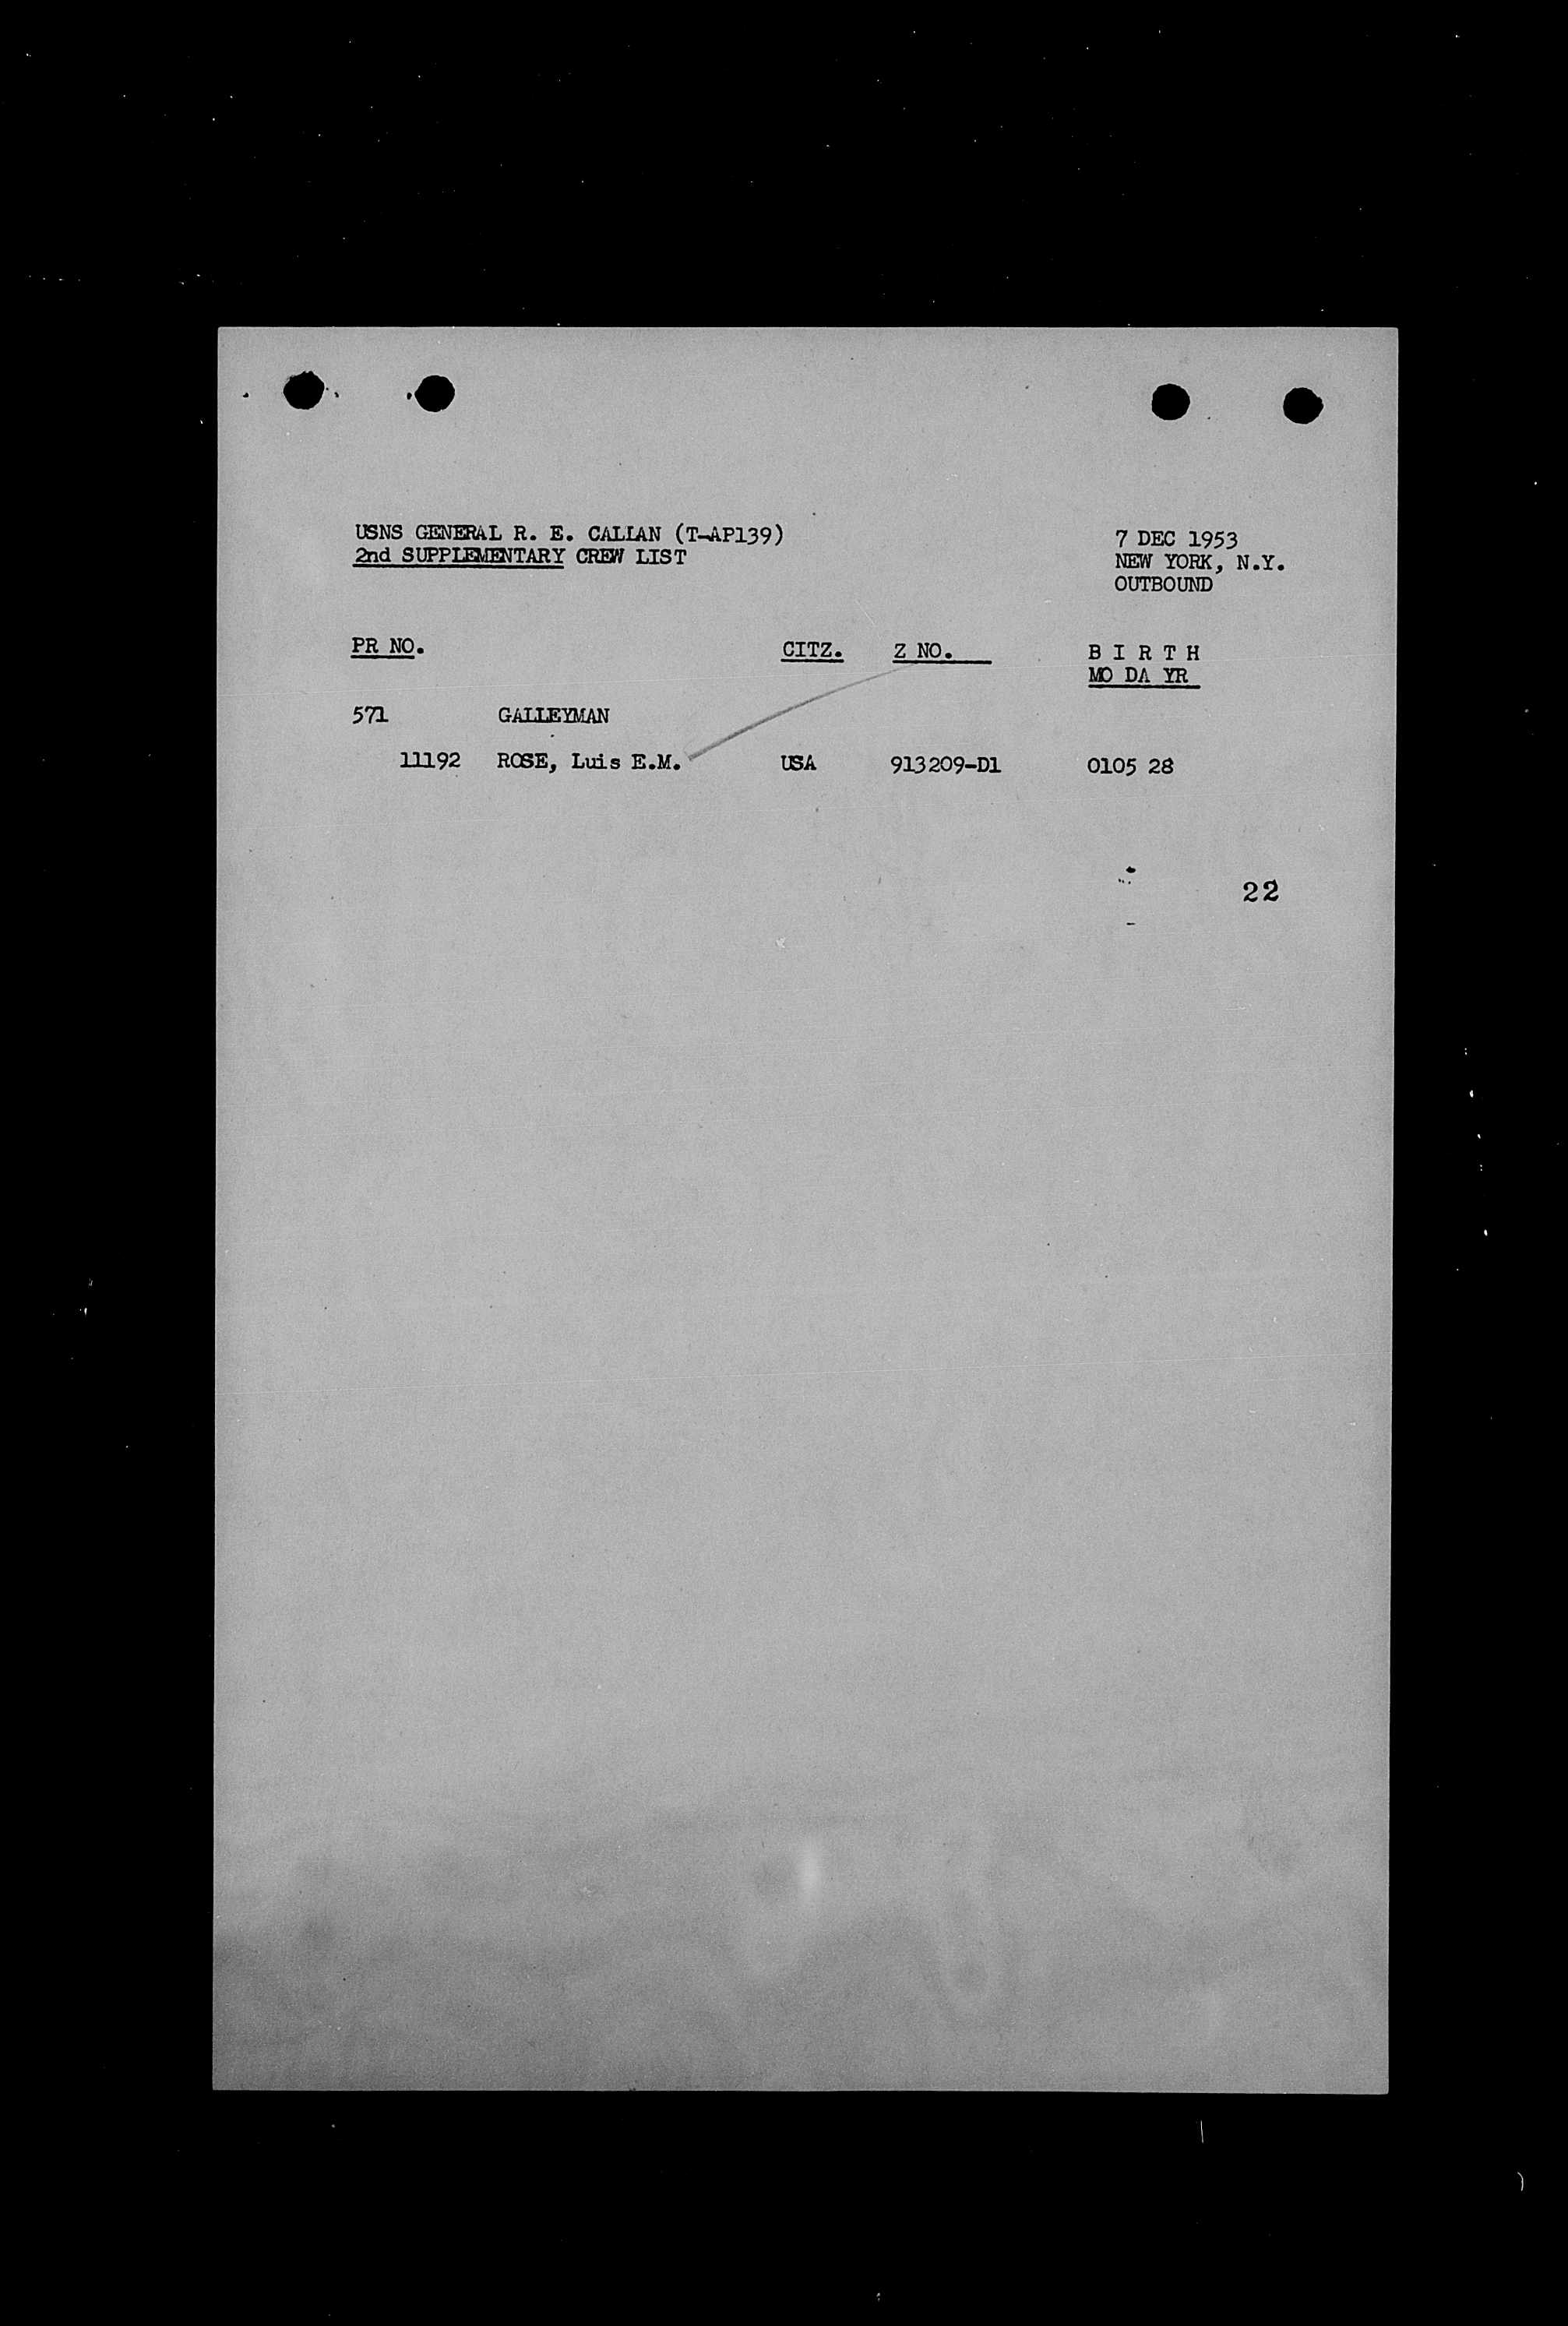 USNS GENERAL R. E. CALLAN (T-AP139)
2nd SUPPLEMENTARY CREW LIST
7 DEC 1953
NEW YORK, N.Y.
OUTBOUND
PR NO. CITZ. Z NO. B I R T H
MO DA YR
571 GALLEYMAN
11192 ROSE, Luis E.M. USA 913209-D1 0105 28
22